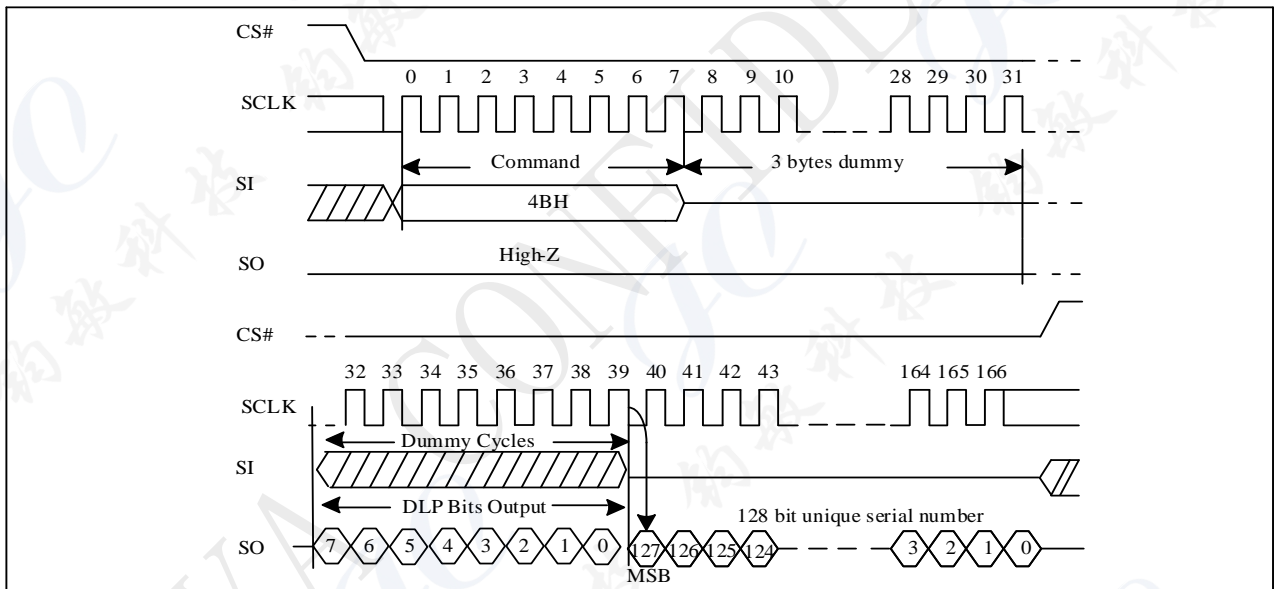 CS#
0 1 2 3 4 5 6 7 8 9 10 28 29 30 31
SCLK
Command 3 bytes dummy
SI
4BH
High-Z
SO
CS#
32 33 34 35 36 37 38 39 40 41 42 43 164 165 166
SCLK
Dummy Cycles
SI
DLP Bits Output
128 bit unique serial number
SO 7 6 5 4 3 2 1 0 127 126 125 124 3 2 1 0
MSB